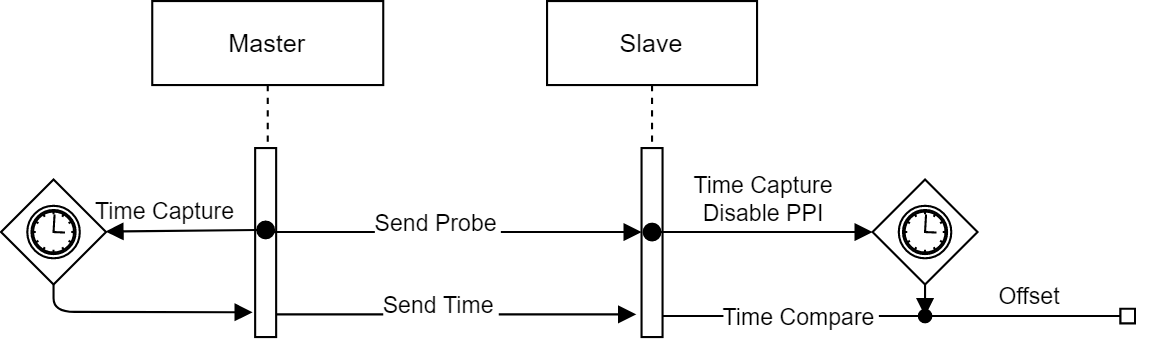 Master
Slave
Time Capture
Send Probe
Time Capture
Disable PPI
Send Time
Time Compare
Offset